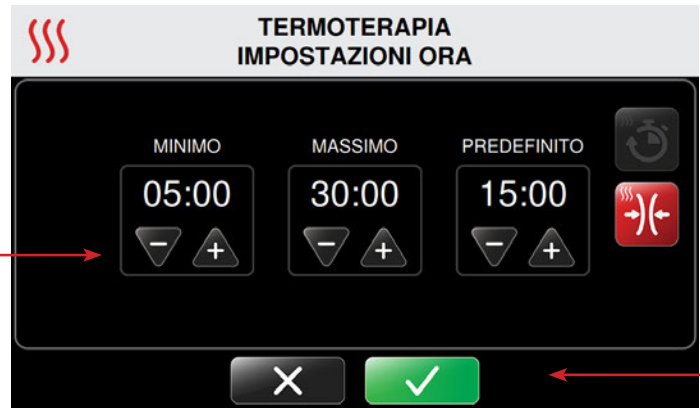 TERMOTERAPIA
IMPOSTAZIONI ORA
MINIMO MASSIMO PREDEFINITO
05:00 30:00 15:00